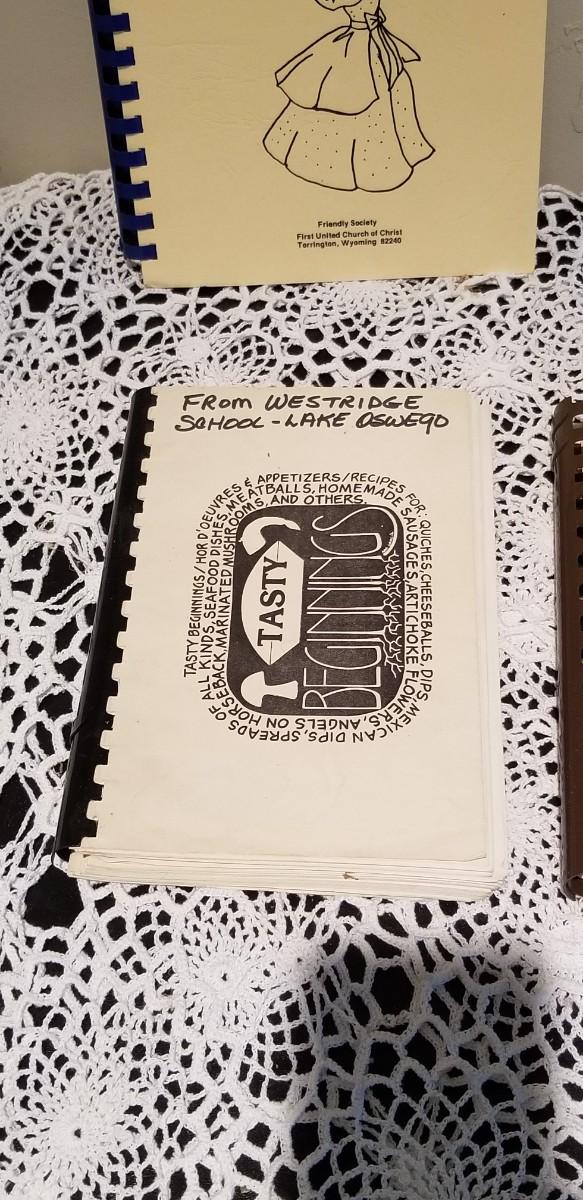 Friendly Society
First United Church of Christ
Torrington, Wyoming 82240
FROM WESTRIDGE
SCHOOL - LAKE OSWEGO
TASTY BEGINNINGS/HOR D'OEUVRES & APPETIZERS/RECIPES FOR: QUICHES, CHEESEBALLS, DIPS, MEXICAN DIPS, SPREADS OF ALL KINDS, SEAFOOD DISHES, MEATBALLS, HOMEMADE SAUSAGES, ARTICHOKE FLOWERS, ANGELS ON HORSEBACK, MARINATED MUSHROOMS, AND OTHERS.
TASTY
BEGINNINGS